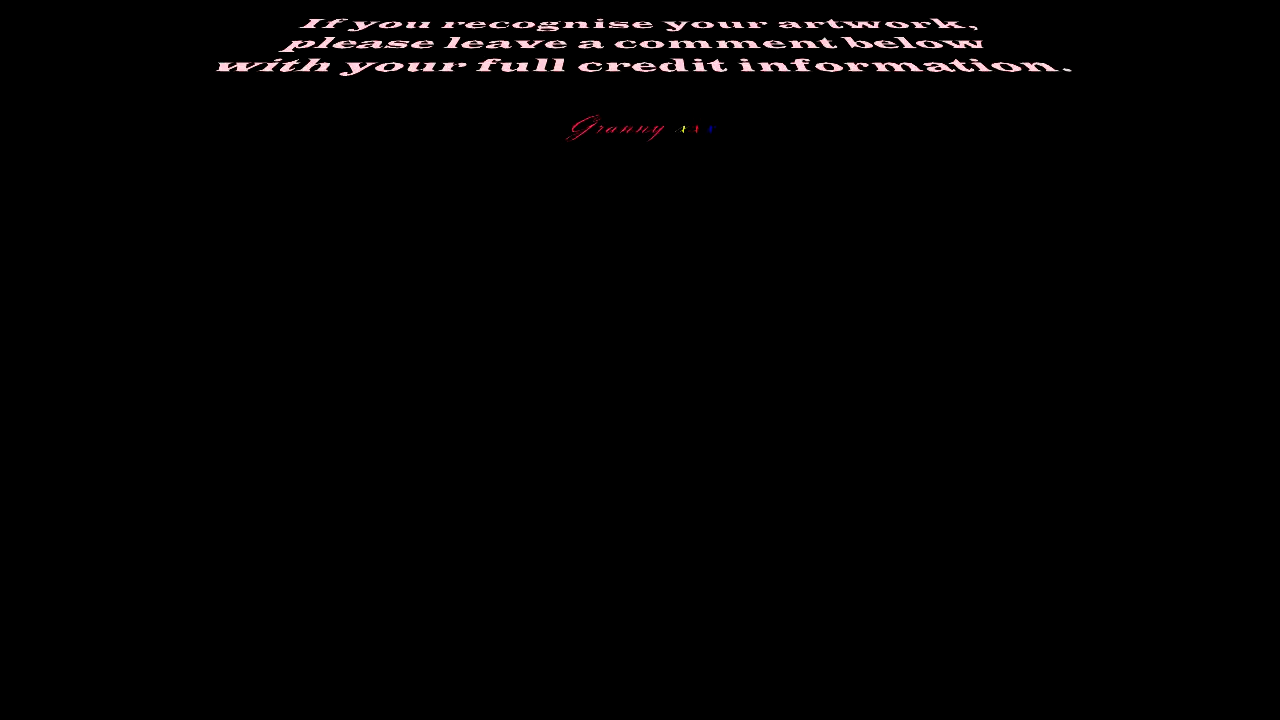 If you recognise your artwork,
please leave a comment below
with your full credit information.
Granny x x x